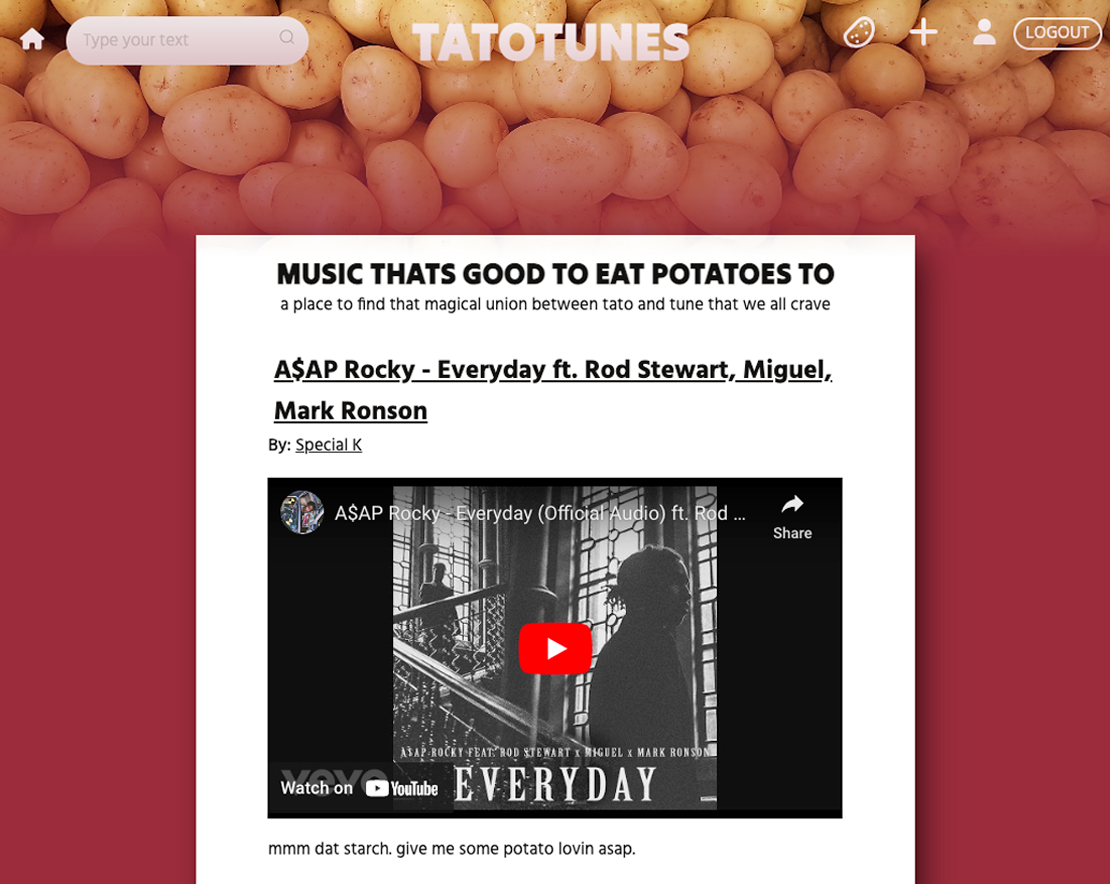 Type your text
TATOTUNES
LOGOUT
MUSIC THATS GOOD TO EAT POTATOES TO
a place to find that magical union between tato and tune that we all crave
A$AP Rocky - Everyday ft. Rod Stewart, Miguel,
Mark Ronson
By: Special K
A$AP Rocky - Everyday (Official Audio) ft. Rod ...
Share
A$AP ROCKY FEAT. ROD STEWART x MIGUEL x MARK RONSON
EVERYDAY
vevo
Watch on YouTube
mmm dat starch. give me some potato lovin asap.